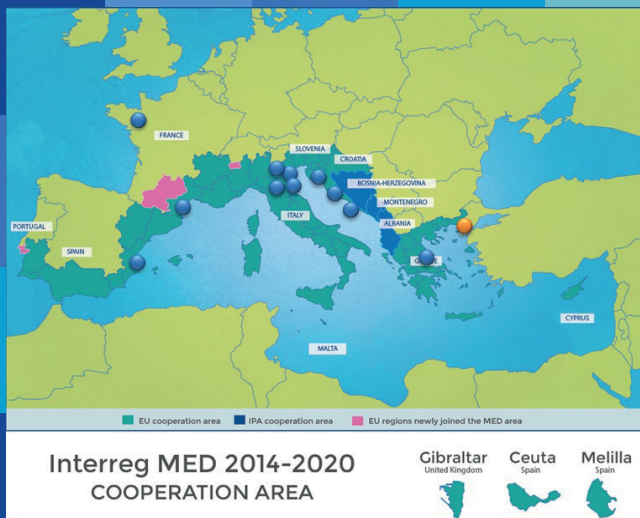 FRANCE
SLOVENIA
CROATIA
BOSNIA-HERZEGOVINA
MONTENEGRO
ALBANIA
ITALY
PORTUGAL
SPAIN
CYPRUS
MALTA
EU cooperation area
IPA cooperation area
EU regions newly joined the MED area
Interreg MED 2014-2020
COOPERATION AREA
Gibraltar
United Kingdom
Ceuta
Spain
Melilla
Spain